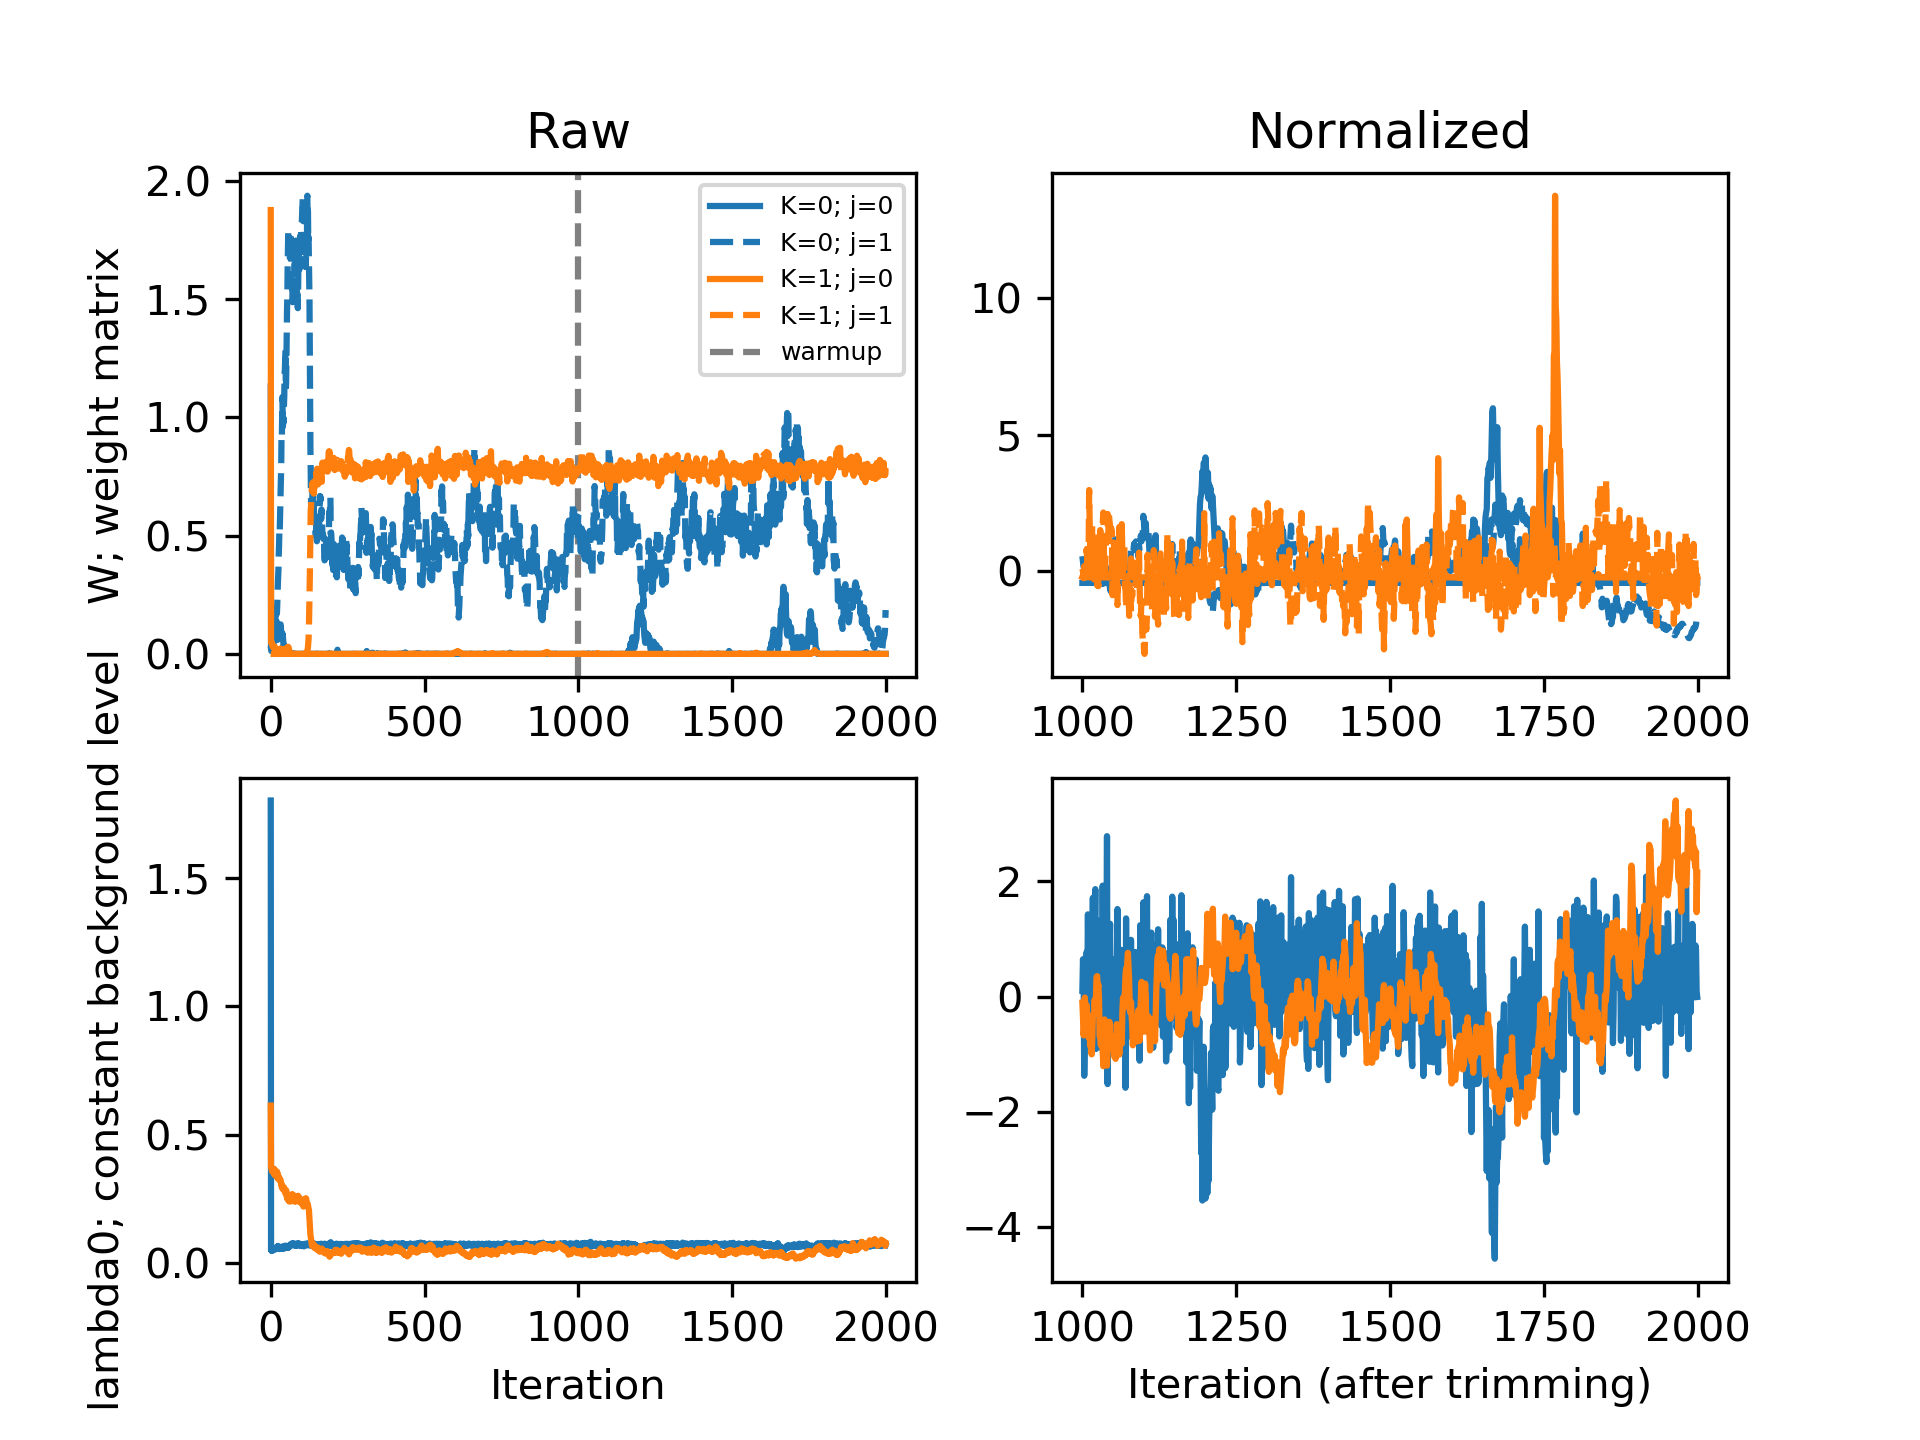 Raw
Normalized
W; weight matrix
2.0
1.5
1.0
0.5
0.0
K=0; j=0
K=0; j=1
K=1; j=0
K=1; j=1
warmup
0 500 1000 1500 2000
10
5
0
1000 1250 1500 1750 2000
lambda0; constant background level
1.5
1.0
0.5
0.0
0 500 1000 1500 2000
Iteration
2
0
−2
−4
1000 1250 1500 1750 2000
Iteration (after trimming)